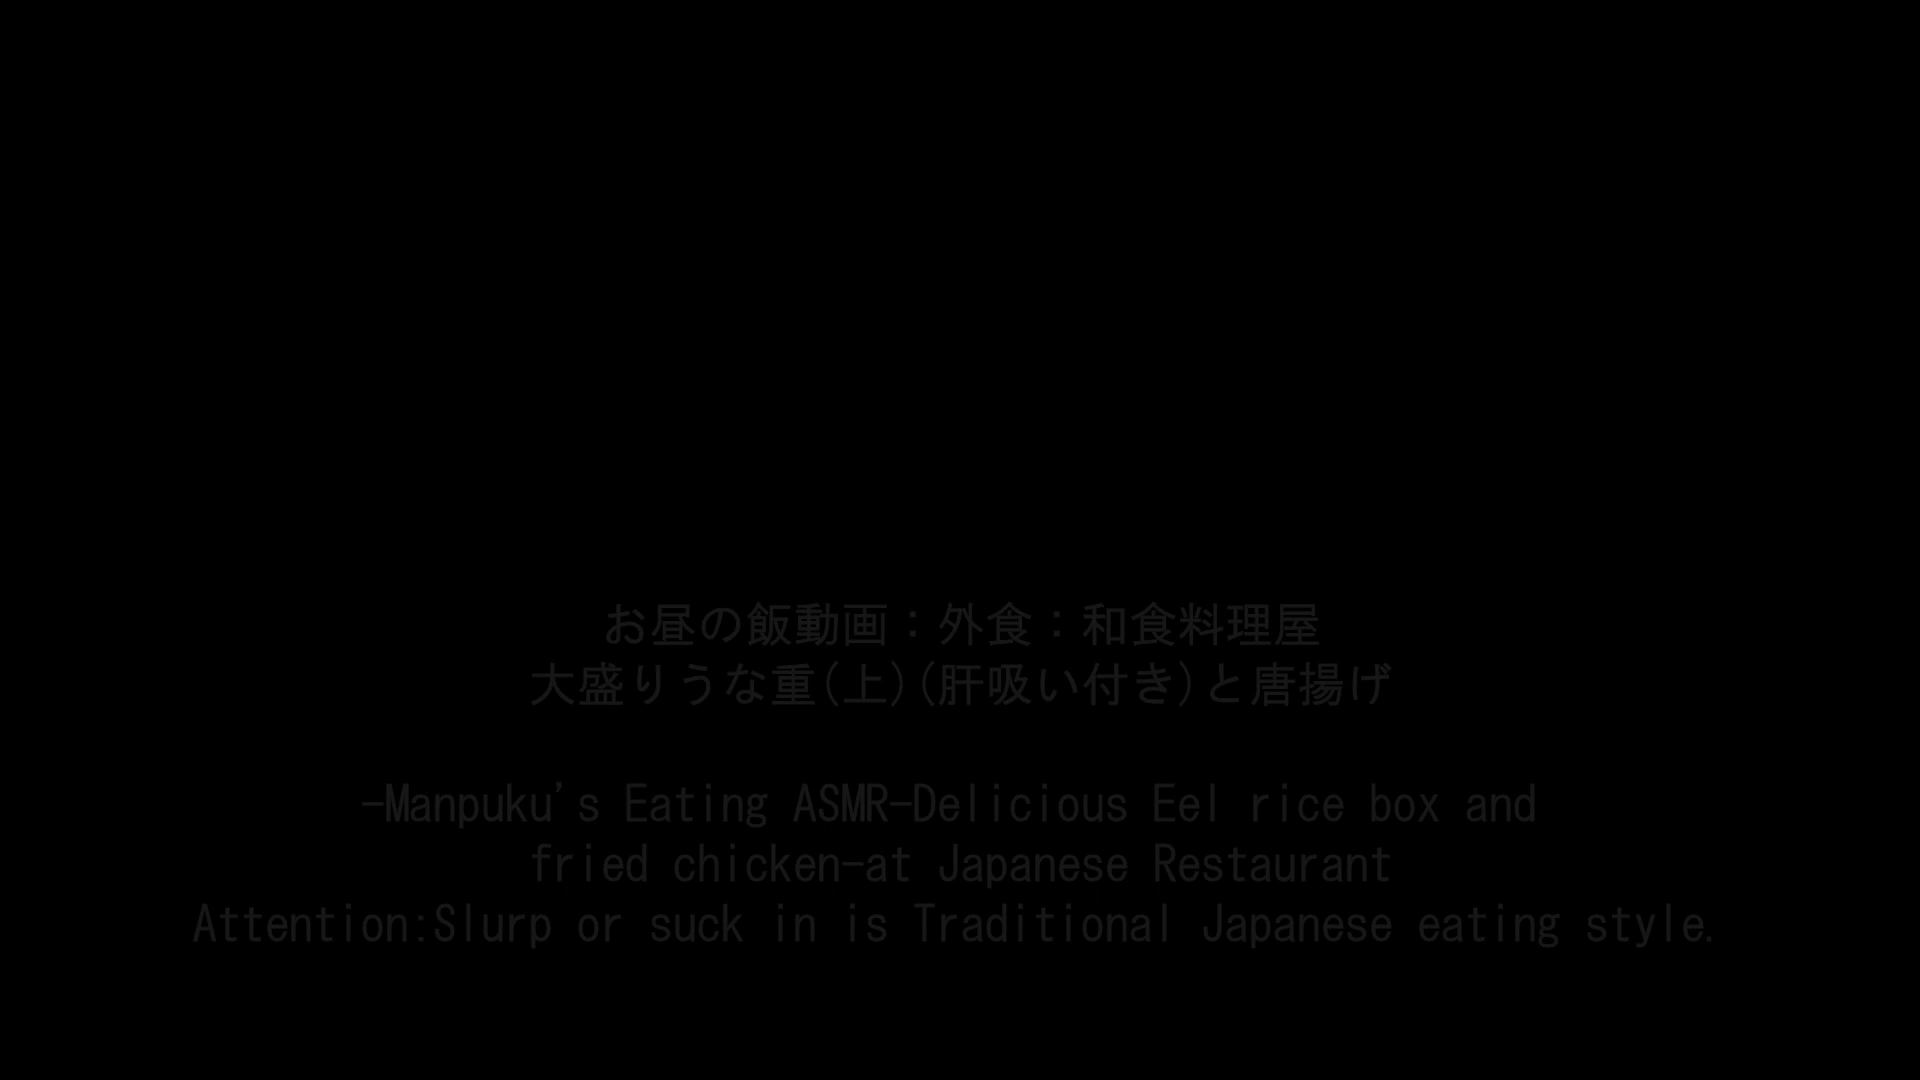 お昼の飯動画：外食：和食料理屋
大盛りうな重(上)(肝吸い付き)と唐揚げ
-Manpuku's Eating ASMR-Delicious Eel rice box and
fried chicken-at Japanese Restaurant
Attention:Slurp or suck in is Traditional Japanese eating style.